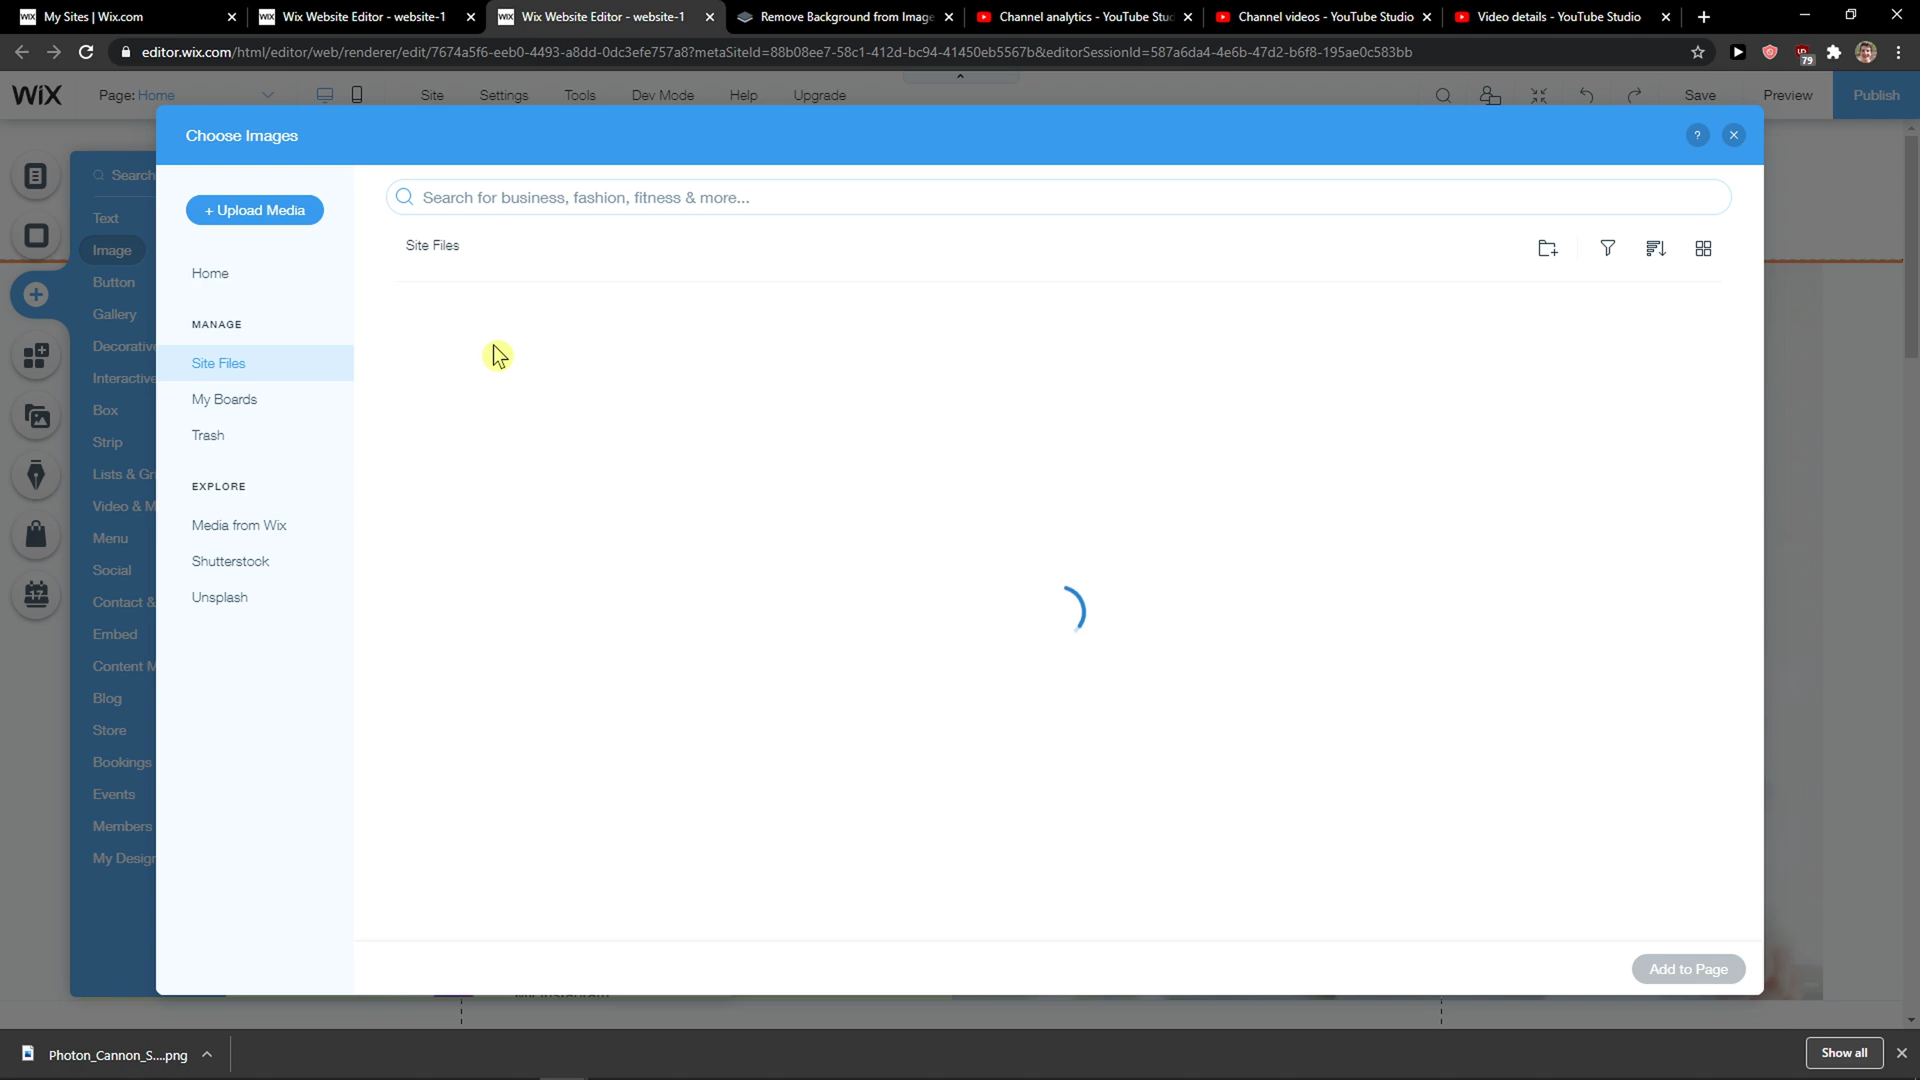 My Sites | Wix.com
Wix Website Editor - website-1
Wix Website Editor - website-1
Remove Background from Image
Channel analytics - YouTube Stud
Channel videos - YouTube Studio
Video details - YouTube Studio
editor.wix.com/html/editor/web/renderer/edit/7674a5f6-eeb0-4493-a8dd-0dc3efe757a8?metaSiteId=88b08ee7-58c1-412d-bc94-41450eb5567b&editorSessionId=587a6da4-4e6b-47d2-b6f8-195ae0c583bb
79
WiX
Page: Home
Site
Settings
Tools
Dev Mode
Help
Upgrade
Save
Preview
Publish
Choose Images
?
Search
Text
Image
Button
Gallery
Decorative
Interactive
Box
Strip
Lists & Gri
Video & M
Menu
Social
Contact &
Embed
Content M
Blog
Store
Bookings
Events
Members
My Design
17
+ Upload Media
Home
MANAGE
Site Files
My Boards
Trash
EXPLORE
Media from Wix
Shutterstock
Unsplash
Search for business, fashion, fitness & more...
Site Files
Add to Page
Photon_Cannon_S....png
Show all